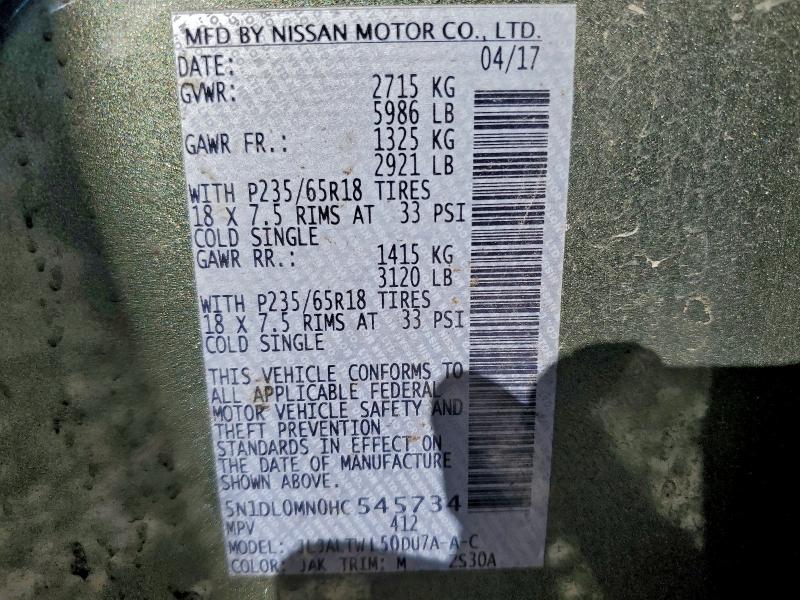 MFD BY NISSAN MOTOR CO., LTD.
DATE: 04/17
GVWR: 2715 KG
5986 LB
GAWR FR.: 1325 KG
2921 LB
WITH P235/65R18 TIRES
18 X 7.5 RIMS AT 33 PSI
COLD SINGLE
GAWR RR.: 1415 KG
3120 LB
WITH P235/65R18 TIRES
18 X 7.5 RIMS AT 33 PSI
COLD SINGLE
THIS VEHICLE CONFORMS TO
ALL APPLICABLE FEDERAL
MOTOR VEHICLE SAFETY AND
THEFT PREVENTION
STANDARDS IN EFFECT ON
THE DATE OF MANUFACTURE
SHOWN ABOVE.
5N1DL0MN0HC 545734
MPV 412
MODEL:
COLOR: JAK TRIM: M ZS30A